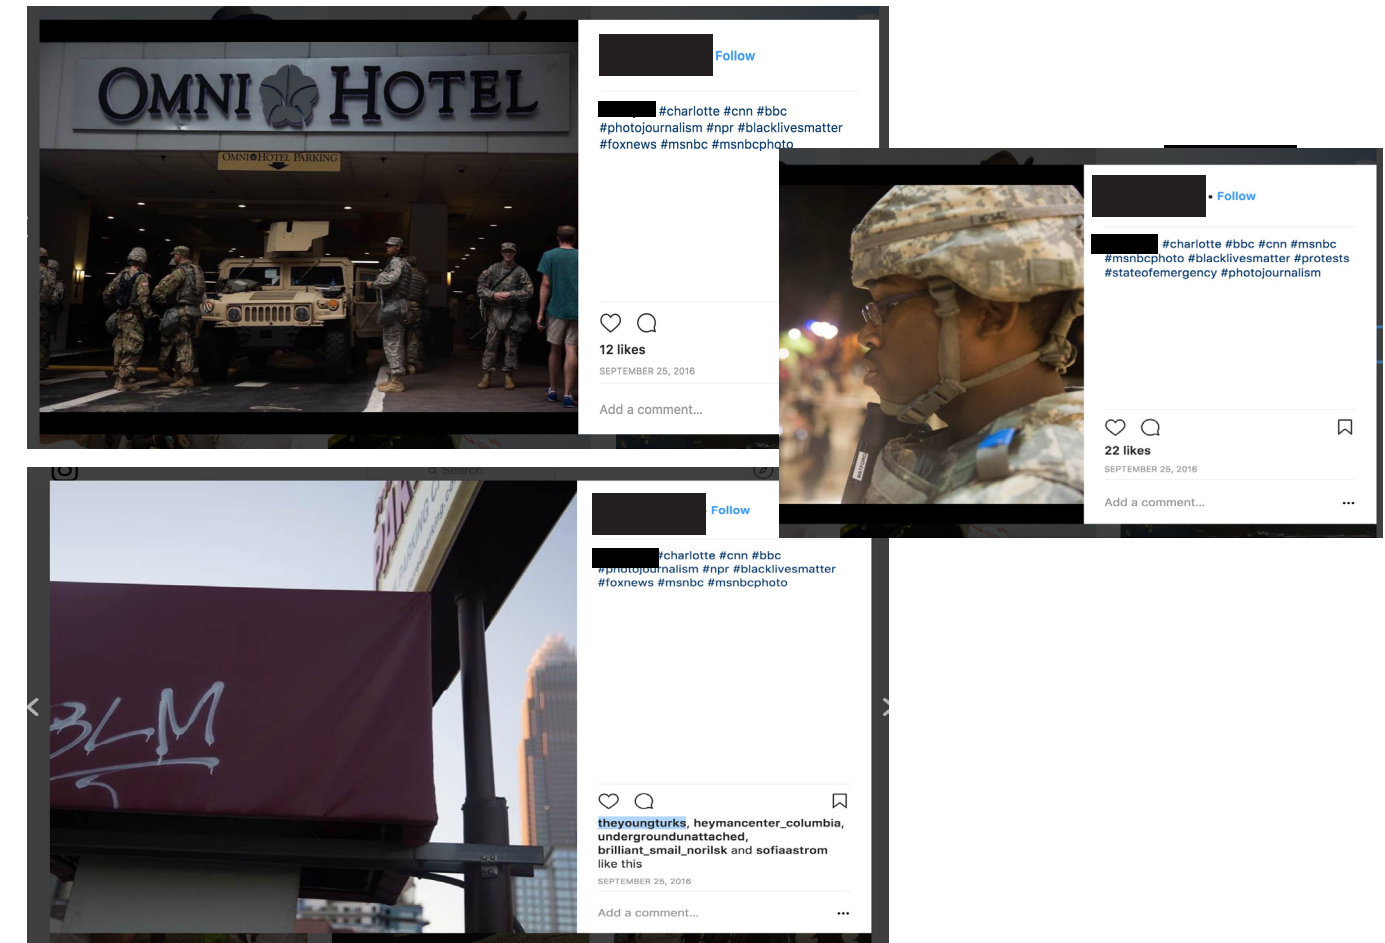 OMNI HOTEL
OMNI HOTEL PARKING
Follow
#charlotte #cnn #bbc
#photojournalism #npr #blacklivesmatter
#foxnews #msnbc #msnbcphoto
12 likes
SEPTEMBER 25, 2016
Add a comment...
• Follow
#charlotte #bbc #cnn #msnbc
#msnbcphoto #blacklivesmatter #protests
#stateofemergency #photojournalism
22 likes
SEPTEMBER 25, 2016
Add a comment...
Search
BLM
Follow
#charlotte #cnn #bbc
#photojournalism #npr #blacklivesmatter
#foxnews #msnbc #msnbcphoto
theyoungturks, heymancenter_columbia,
undergroundunattached,
brilliant_smail_norilsk and sofiaastrom
like this
SEPTEMBER 25, 2016
Add a comment...